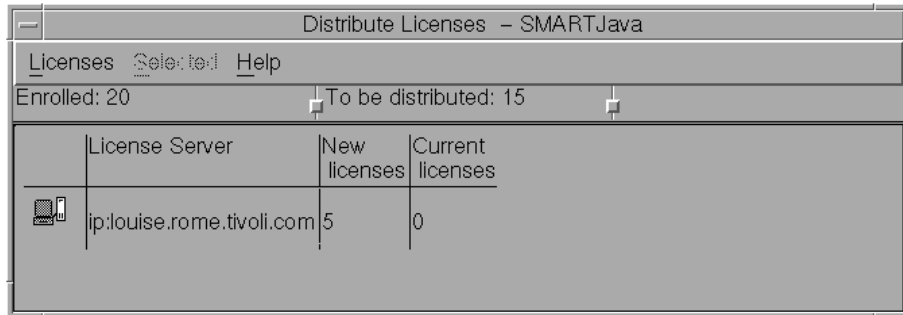 Distribute Licenses - SMARTJava
Licenses Selected Help
Enrolled: 20 To be distributed: 15
License Server New licenses Current licenses
ip:louise.rome.tivoli.com 5 0